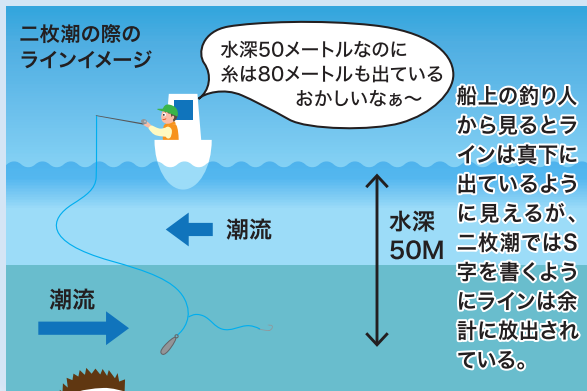 二枚潮の際の
ラインイメージ
水深50メートルなのに
糸は80メートルも出ている
おかしいなぁ～
船上の釣り人
から見るとラ
インは真下に
出ているよう
に見えるが、
二枚潮ではS
字を書くよう
にラインは余
計に放出され
ている。
潮流
水深
50M
潮流